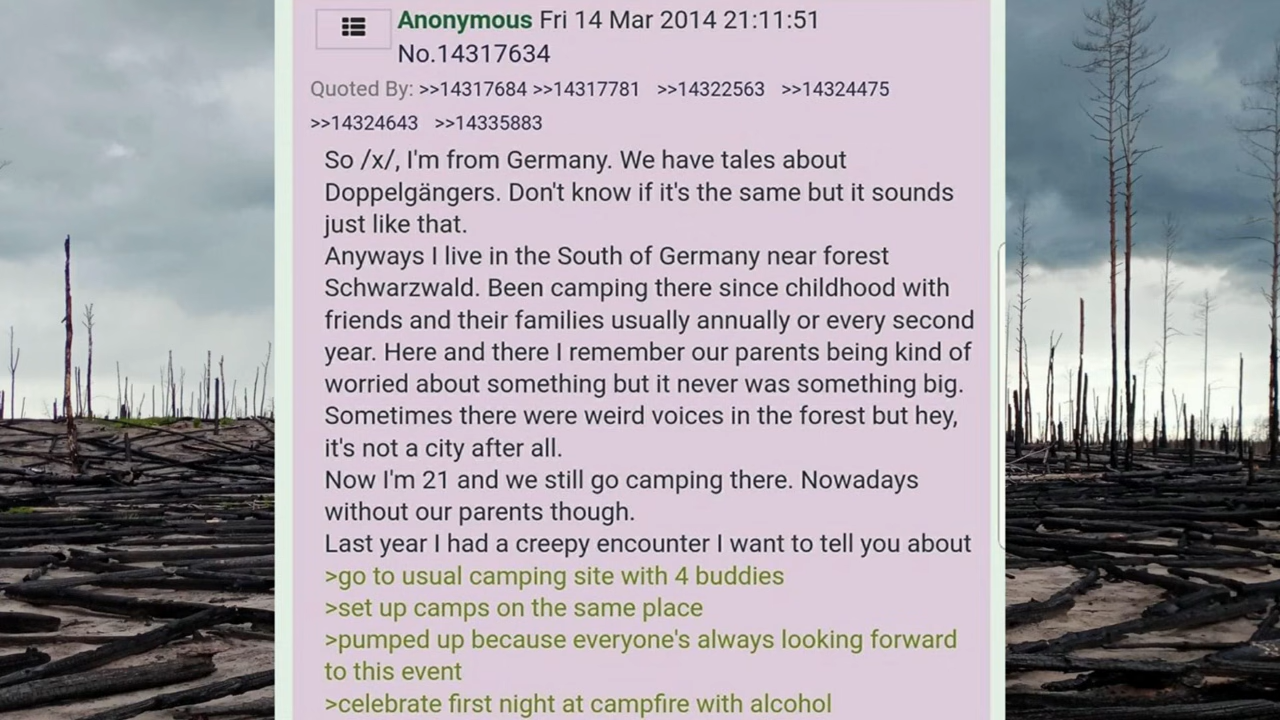 Anonymous Fri 14 Mar 2014 21:11:51
No.14317634
Quoted By: >>14317684 >>14317781 >>14322563 >>14324475
>>14324643 >>14335883
So /x/, I'm from Germany. We have tales about
Doppelgängers. Don't know if it's the same but it sounds
just like that.
Anyways I live in the South of Germany near forest
Schwarzwald. Been camping there since childhood with
friends and their families usually annually or every second
year. Here and there I remember our parents being kind of
worried about something but it never was something big.
Sometimes there were weird voices in the forest but hey,
it's not a city after all.
Now I'm 21 and we still go camping there. Nowadays
without our parents though.
Last year I had a creepy encounter I want to tell you about
>go to usual camping site with 4 buddies
>set up camps on the same place
>pumped up because everyone's always looking forward
to this event
>celebrate first night at campfire with alcohol